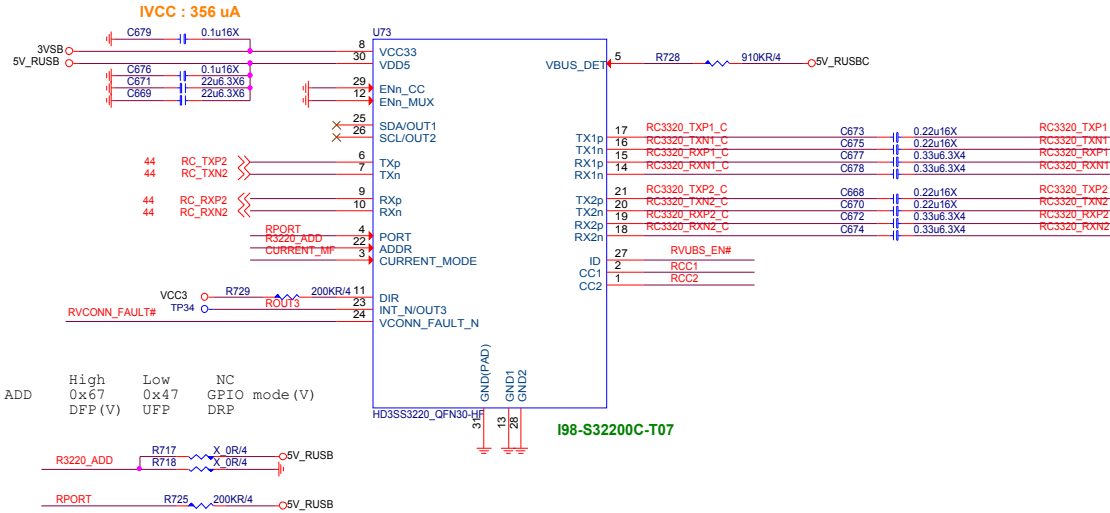 IVCC : 356 uA
C679 0.1u16X U73
3VSB 8 VCC33
5V_RUSB 30 VDD5
5 VBUS_DET R728 910KR/4 5V_RUSBC
C676 0.1u16X
C671 22u6.3X6
C669 22u6.3X6
29 ENn_CC
12 ENn_MUX
25 SDA/OUT1
26 SCL/OUT2
TX1p 17 RC3320_TXP1_C C673 0.22u16X RC3320_TXP1
TX1n 16 RC3320_TXN1_C C675 0.22u16X RC3320_TXN1
RX1p 15 RC3320_RXP1_C C677 0.33u6.3X4 RC3320_RXP1
RX1n 14 RC3320_RXN1_C C678 0.33u6.3X4 RC3320_RXN1
44 RC_TXP2 6 TXp
44 RC_TXN2 7 TXn
44 RC_RXP2 9 RXp
44 RC_RXN2 10 RXn
TX2p 21 RC3320_TXP2_C C668 0.22u16X RC3320_TXP2
TX2n 20 RC3320_TXN2_C C670 0.22u16X RC3320_TXN2
RX2p 19 RC3320_RXP2_C C672 0.33u6.3X4 RC3320_RXP2
RX2n 18 RC3320_RXN2_C C674 0.33u6.3X4 RC3320_RXN2
RPORT 4 PORT
R3220_ADD 22 ADDR
CURRENT_MF 3 CURRENT_MODE
ID 27 RVUBS_EN#
CC1 2 RCC1
CC2 1 RCC2
VCC3 R729 200KR/4 11 DIR
TP34 ROUT3 23 INT_N/OUT3
RVCONN_FAULT# 24 VCONN_FAULT_N
GND(PAD) GND1 GND2
31 13 28
HD3SS3220_QFN30-HF
I98-S32200C-T07
High Low NC
ADD 0x67 0x47 GPIO mode(V)
DFP(V) UFP DRP
R717 X_0R/4 5V_RUSB
R3220_ADD R718 X_0R/4
RPORT R725 200KR/4 5V_RUSB